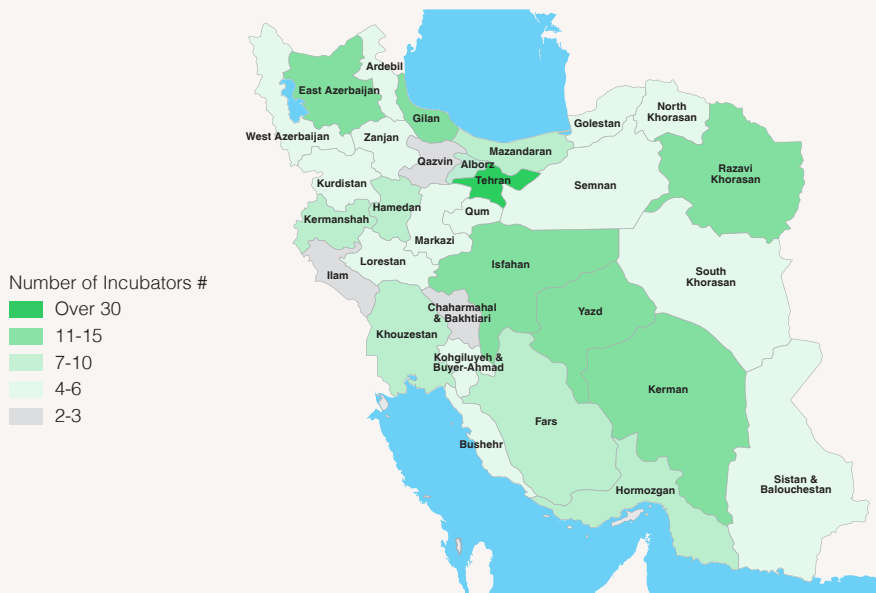 Ardebil
East Azerbaijan
Gilan
West Azerbaijan
Zanjan
Golestan
North
Khorasan
Mazandaran
Qazvin
Alborz
Tehran
Razavi
Khorasan
Semnan
Kurdistan
Hamedan
Qum
Kermanshah
Markazi
Lorestan
Ilam
Isfahan
South
Khorasan
Number of Incubators #
Over 30
11-15
7-10
4-6
2-3
Chaharmahal
& Bakhtiari
Yazd
Khouzestan
Kohgiluyeh &
Buyer-Ahmad
Kerman
Fars
Bushehr
Hormozgan
Sistan &
Balouchestan